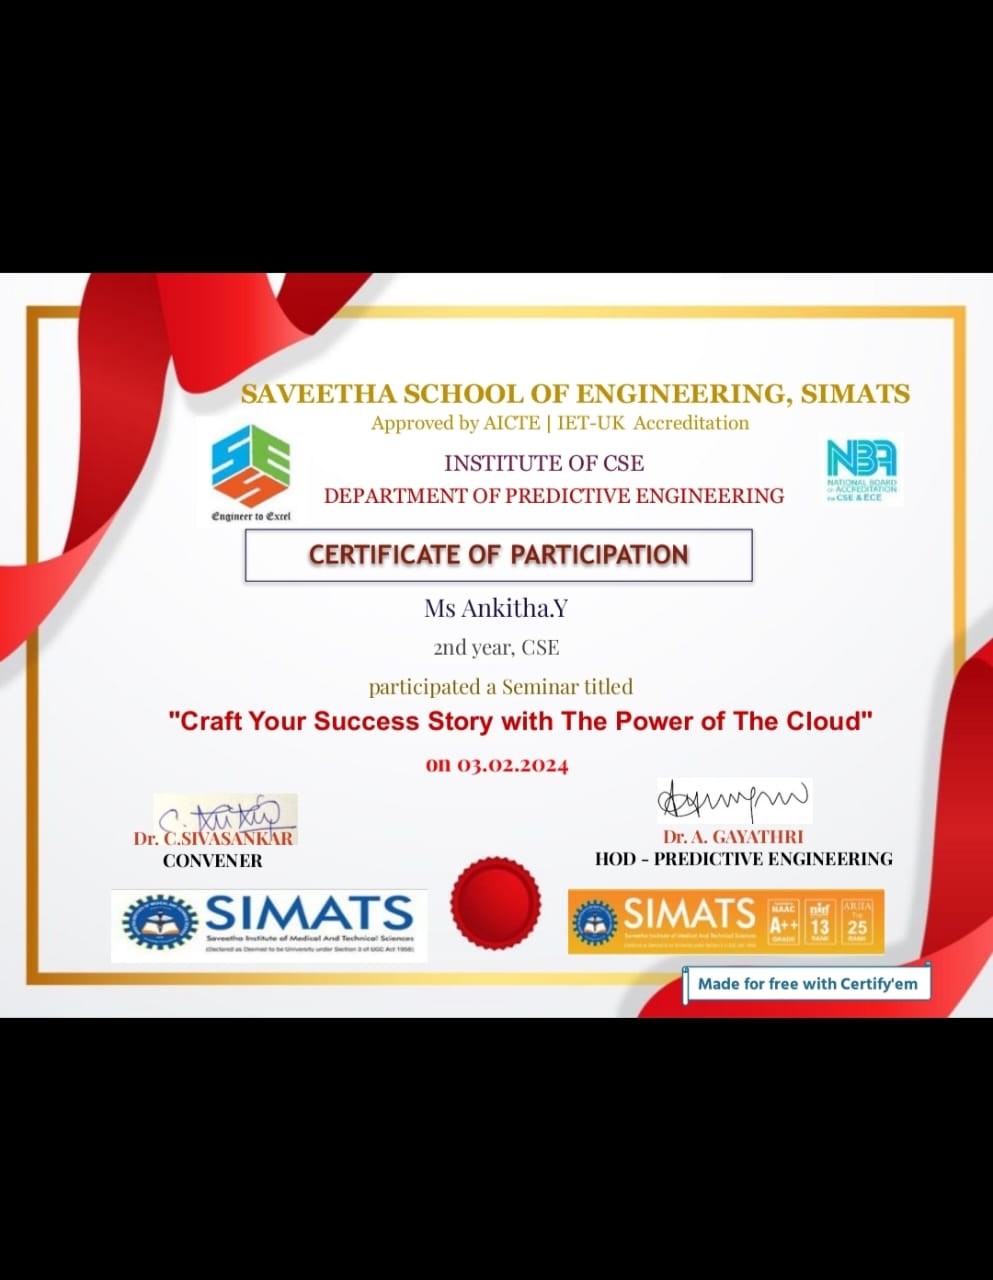 SAVEETHA SCHOOL OF ENGINEERING, SIMATS
Approved by AICTE | IET-UK Accreditation
SES
Engineer to Excel
INSTITUTE OF CSE
DEPARTMENT OF PREDICTIVE ENGINEERING
NBA
NATIONAL BOARD
OF ACCREDITATION
FOR CSE & ECE
CERTIFICATE OF PARTICIPATION
Ms Ankitha.Y
2nd year, CSE
participated a Seminar titled
"Craft Your Success Story with The Power of The Cloud"
on 03.02.2024
Dr. C.SIVASANKAR
CONVENER
Dr. A. GAYATHRI
HOD - PREDICTIVE ENGINEERING
SIMATS
Saveetha Institute of Medical And Technical Sciences
(Declared as Deemed to be University under Section 3 of UGC Act 1956)
SIMATS
Saveetha Institute of Medical And Technical Sciences
NAAC
A++
GRADE
nirf
13
RANK
ARIIA
Top
25
RANK
Made for free with Certify'em